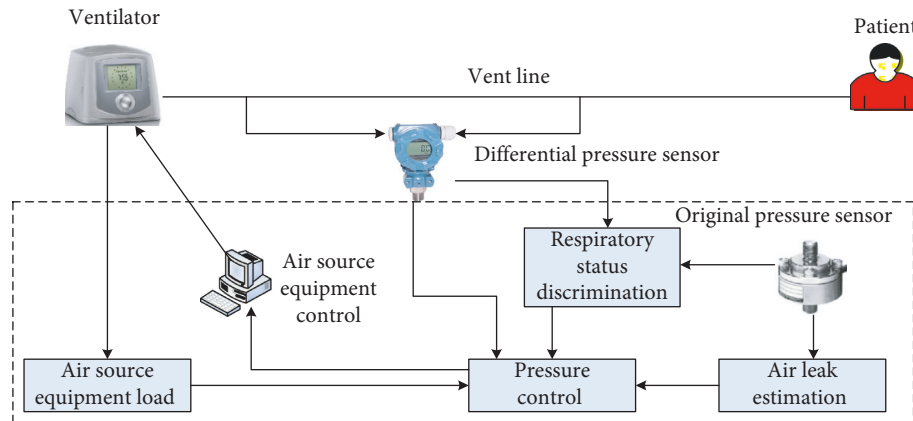 Ventilator
Patient
Vent line
Differential pressure sensor
Original pressure sensor
Respiratory
status
discrimination
Air source
equipment
control
Air source
equipment load
Pressure
control
Air leak
estimation